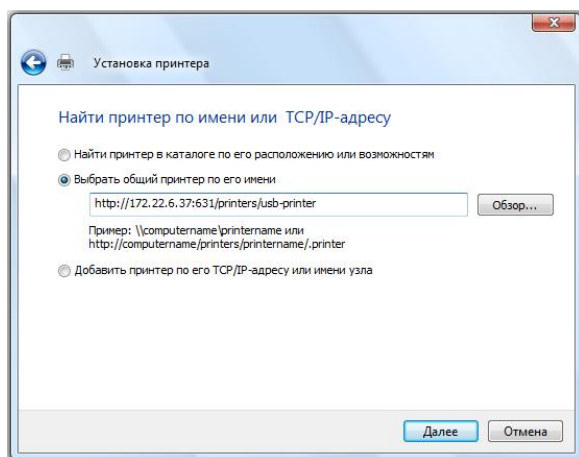 Установка принтера
Найти принтер по имени или TCP/IP-адресу
Найти принтер в каталоге по его расположению или возможностям
Выбрать общий принтер по его имени
http://172.22.6.37:631/printers/usb-printer
Обзор...
Пример: \\computername\printername или
http://computername/printers/printername/.printer
Добавить принтер по его TCP/IP-адресу или имени узла
Далее
Отмена